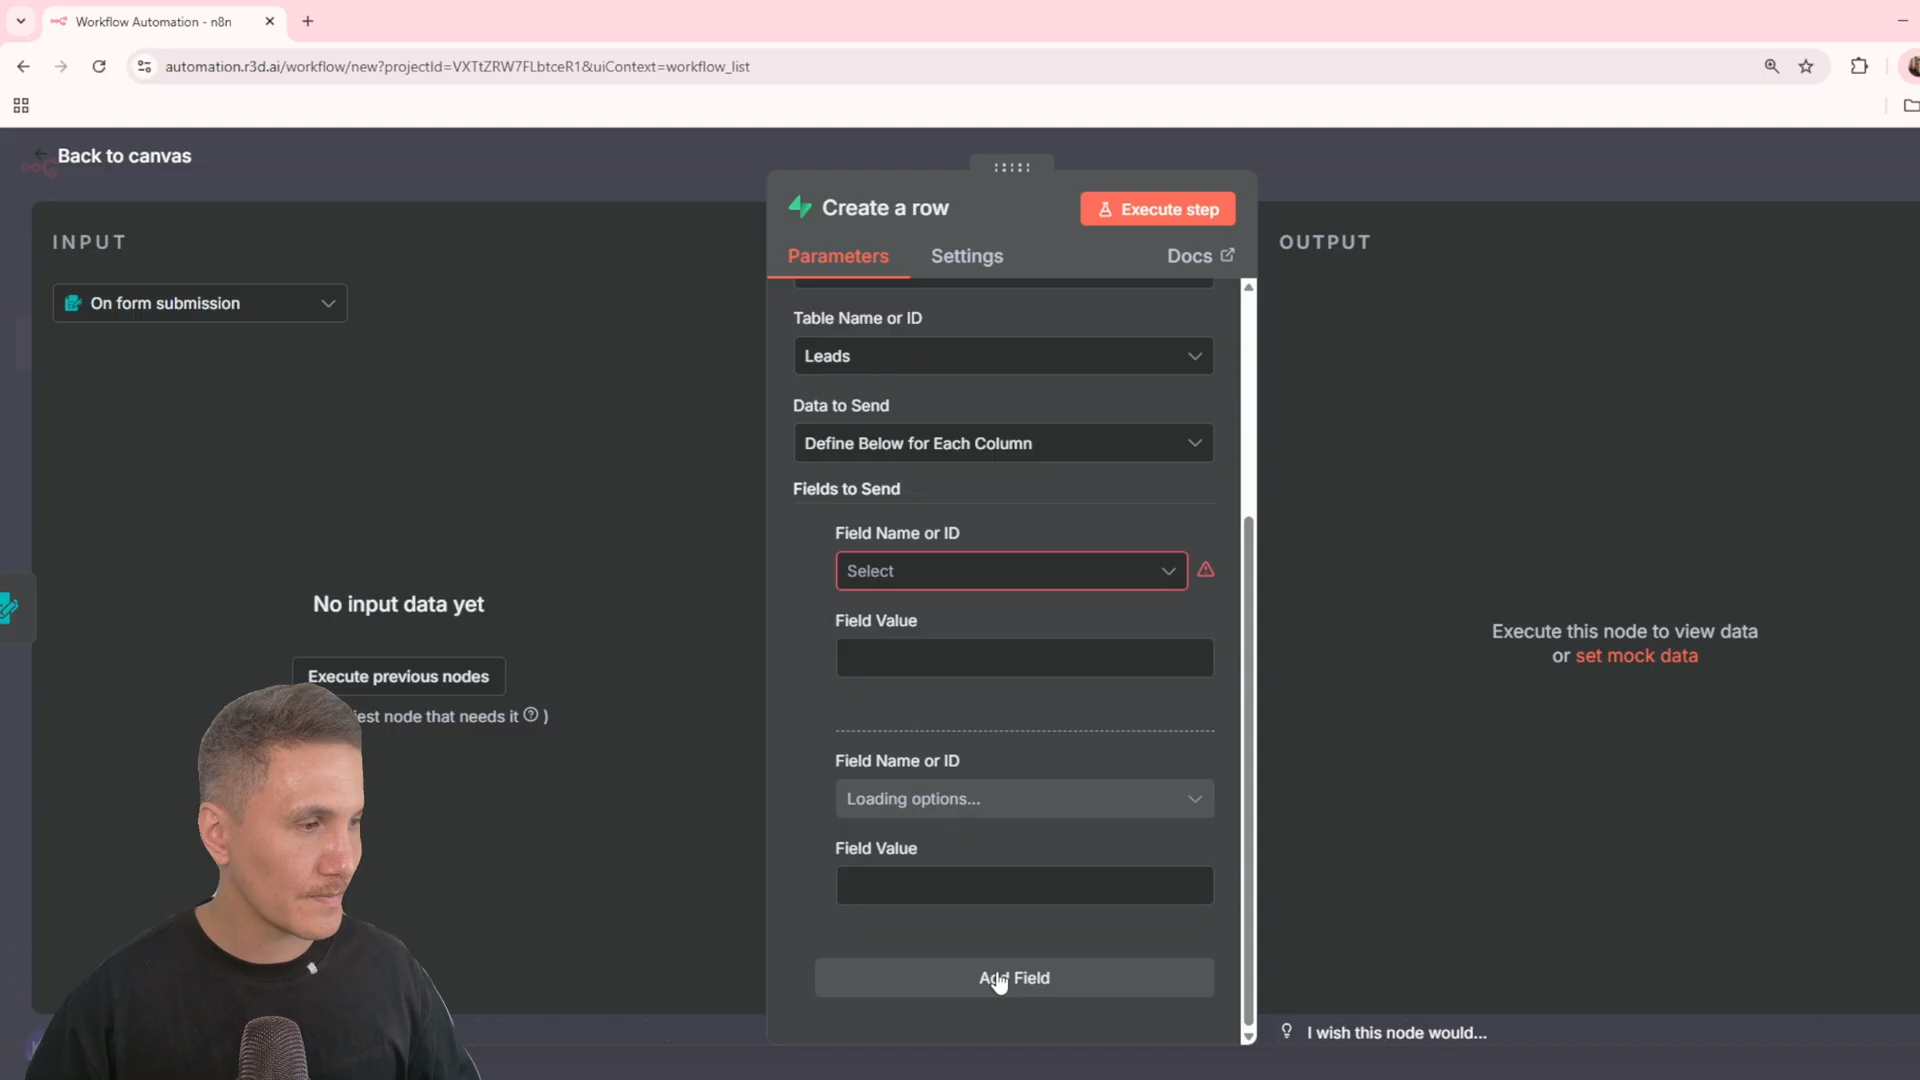 Workflow Automation - n8n
automation.r3d.ai/workflow/new?projectId=VXTtZRW7FLbtceR1&uiContext=workflow_list
Back to canvas
INPUT
On form submission
No input data yet
Execute previous nodes
node that needs it ? )
Create a row
Execute step
Parameters
Settings
Docs
Table Name or ID
Leads
Data to Send
Define Below for Each Column
Fields to Send
Field Name or ID
Select
Field Value
Field Name or ID
Loading options...
Field Value
Add Field
OUTPUT
Execute this node to view data
or set mock data
I wish this node would...